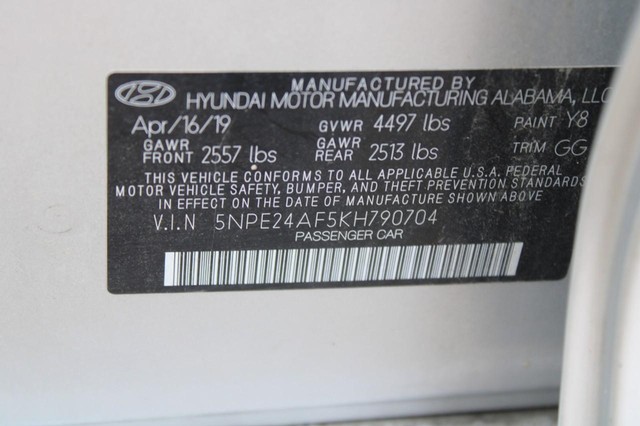 MANUFACTURED BY
HYUNDAI MOTOR MANUFACTURING ALABAMA, LLC
Apr/16/19 GVWR 4497 lbs PAINT Y8
GAWR FRONT 2557 lbs GAWR REAR 2513 lbs TRIM GG
THIS VEHICLE CONFORMS TO ALL APPLICABLE U.S.A. FEDERAL
MOTOR VEHICLE SAFETY, BUMPER, AND THEFT PREVENTION STANDARDS
IN EFFECT ON THE DATE OF MANUFACTURE SHOWN ABOVE
V.I.N 5NPE24AF5KH790704
PASSENGER CAR